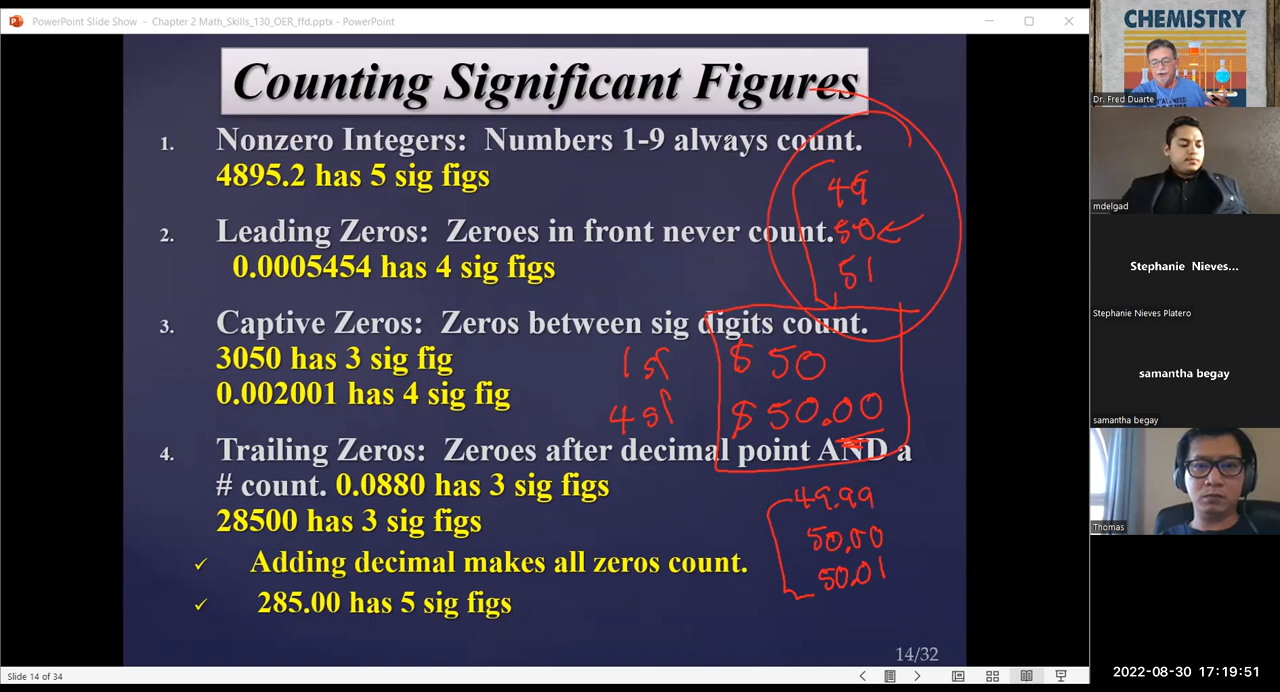 PowerPoint Slide Show - Chapter 2 Math_Skills_130_OER_ffd.pptx - PowerPoint
Counting Significant Figures
1. Nonzero Integers: Numbers 1-9 always count.
4895.2 has 5 sig figs
49
2. Leading Zeros: Zeroes in front never count.
50
0.0005454 has 4 sig figs
51
3. Captive Zeros: Zeros between sig digits count.
3050 has 3 sig fig
1 sf $ 50
0.002001 has 4 sig fig
4 sf $50.00
4. Trailing Zeros: Zeroes after decimal point AND a
# count. 0.0880 has 3 sig figs
49.99
28500 has 3 sig figs
50.00
✓ Adding decimal makes all zeros count.
50.01
✓ 285.00 has 5 sig figs
14/32
Slide 14 of 34
CHEMISTRY
Dr. Fred Duarte
mdelgad
Stephanie Nieves...
Stephanie Nieves Platero
samantha begay
samantha begay
Thomas
2022-08-30 17:19:51